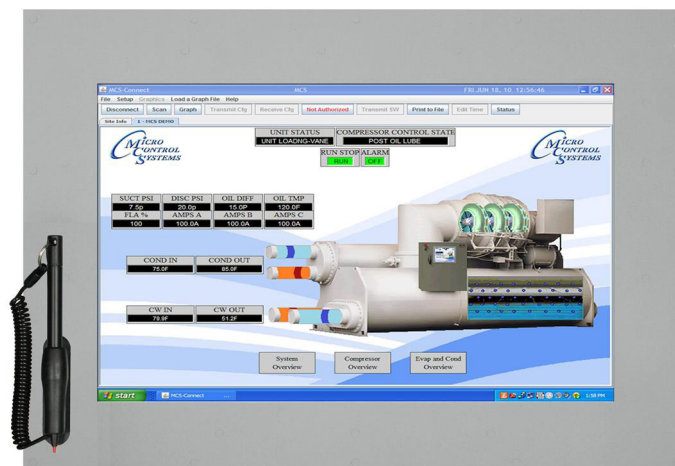 MCS-Connect MCS FRI JUN 18, 10 12:56:46
File Setup Graphics Load a Graph File Help
Disconnect Scan Graph Transmit Cfg Receive Cfg Not Authorized Transmit SW Print to File Edit Time Status
Site Info 1 - MCS DEMO
MICRO
CONTROL
SYSTEMS
UNIT STATUS COMPRESSOR CONTROL STATE
UNIT LOADNG-VANE POST OIL LUBE
RUN STOP ALARM
RUN OFF
MICRO
CONTROL
SYSTEMS
SUCT PSI DISC PSI OIL DIFF OIL TMP
7.5p 20.0p 15.0P 120.0F
FLA % AMPS A AMPS B AMPS C
100 100.0A 100.0A 100.0A
COND IN COND OUT
75.0F 85.0F
CW IN CW OUT
79.9F 51.2F
System Compressor Evap and Cond
Overview Overview Overview
start MCS-Connect ... 1:58 PM